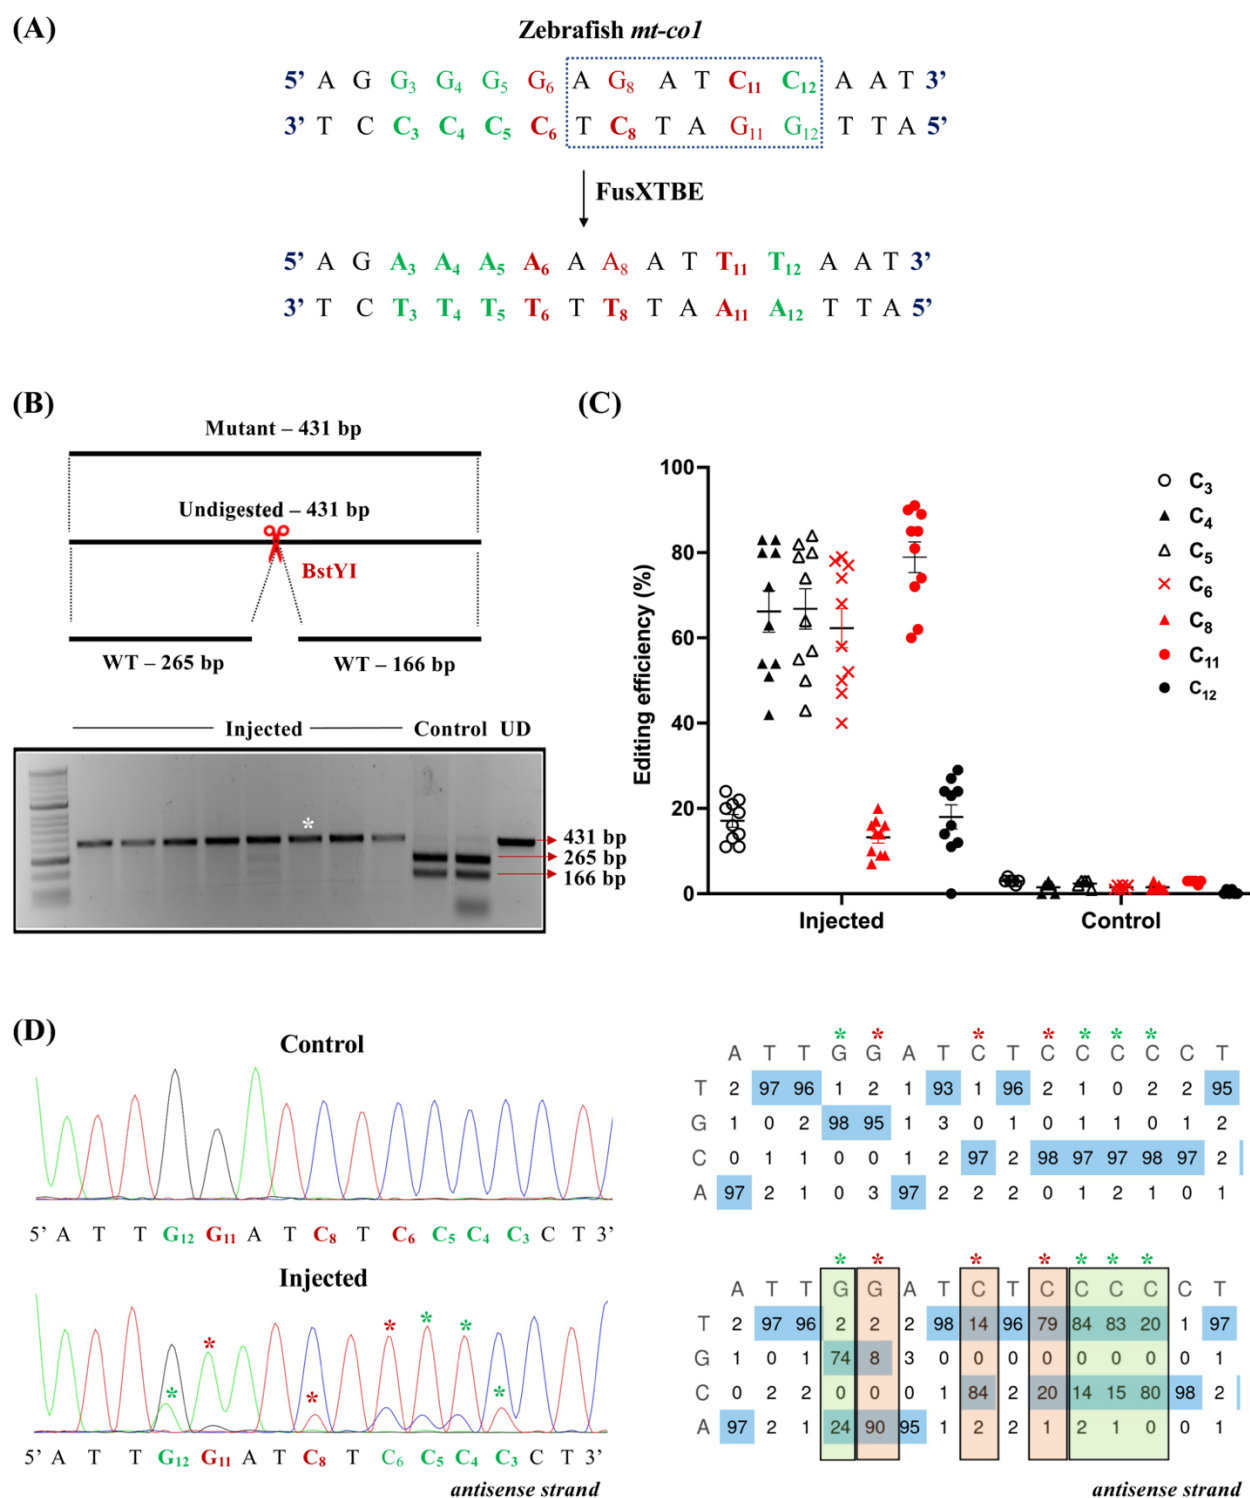 (A)
Zebrafish mt-co1
5’ A G G3 G4 G5 G6 A G8 A T C11 C12 A A T 3’
3’ T C C3 C4 C5 C6 T C8 T A G11 G12 T T A 5’
FusXTBE
5’ A G A3 A4 A5 A6 A A8 A T T11 T12 A A T 3’
3’ T C T3 T4 T5 T6 T T8 T A A11 A12 T T A 5’
(B)
Mutant – 431 bp
Undigested – 431 bp
BstYI
WT – 265 bp WT – 166 bp
Injected Control UD
*
431 bp
265 bp
166 bp
(C)
Editing efficiency (%)
100
80
60
40
20
0
Injected Control
C3
C4
C5
C6
C8
C11
C12
(D)
Control
5’ A T T G12 G11 A T C8 T C6 C5 C4 C3 C T 3’
Injected
* * * * * * *
5’ A T T G12 G11 A T C8 T C6 C5 C4 C3 C T 3’
antisense strand
* * * * * * *
A T T G G A T C T C C C C C T
T 2 97 96 1 2 1 93 1 96 2 1 0 2 2 95
G 1 0 2 98 95 1 3 0 1 0 1 1 0 1 2
C 0 1 1 0 0 1 2 97 2 98 97 97 98 97 2
A 97 2 1 0 3 97 2 2 2 0 1 2 1 0 1
* * * * * * *
A T T G G A T C T C C C C C T
T 2 97 96 2 2 2 98 14 96 79 84 83 20 1 97
G 1 0 1 74 8 3 0 0 0 0 0 0 0 0 1
C 0 2 2 0 0 0 1 84 2 20 14 15 80 98 2
A 97 2 1 24 90 95 1 2 2 1 2 1 0 0 1
antisense strand